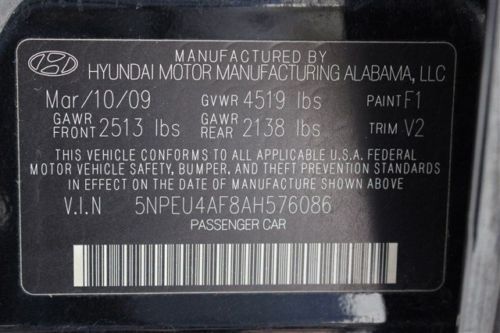 MANUFACTURED BY
HYUNDAI MOTOR MANUFACTURING ALABAMA, LLC
Mar/10/09 GVWR 4519 lbs PAINT F1
GAWR FRONT 2513 lbs GAWR REAR 2138 lbs TRIM V2
THIS VEHICLE CONFORMS TO ALL APPLICABLE U.S.A. FEDERAL
MOTOR VEHICLE SAFETY, BUMPER, AND THEFT PREVENTION STANDARDS
IN EFFECT ON THE DATE OF MANUFACTURE SHOWN ABOVE
V.I.N 5NPEU4AF8AH576086
PASSENGER CAR